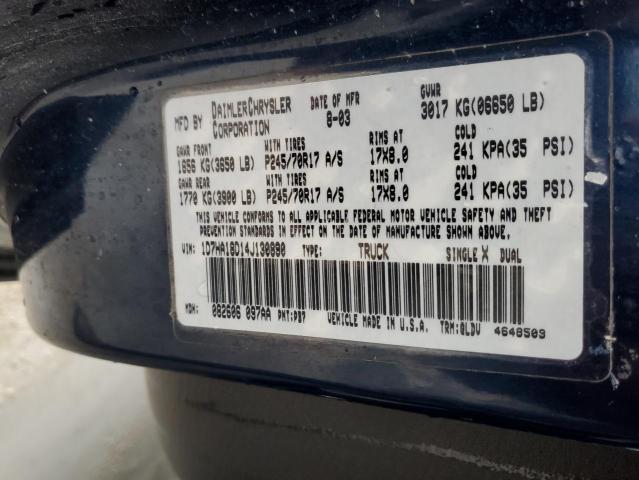 MFD BY DAIMLERCHRYSLER CORPORATION DATE OF MFR 8-03 GVWR 3017 KG(06650 LB)
GAWR FRONT WITH TIRES RIMS AT COLD
1656 KG(3650 LB) P245/70R17 A/S 17X8.0 241 KPA(35 PSI)
GAWR REAR WITH TIRES RIMS AT COLD
1770 KG(3900 LB) P245/70R17 A/S 17X8.0 241 KPA(35 PSI)
THIS VEHICLE CONFORMS TO ALL APPLICABLE FEDERAL MOTOR VEHICLE SAFETY AND THEFT
PREVENTION STANDARDS IN EFFECT ON THE DATE OF MANUFACTURE SHOWN ABOVE.
VIN: 1D7HA18D14J130890 TYPE: TRUCK SINGLE X DUAL
MDH: 082606 097AA PNT:PB7 VEHICLE MADE IN U.S.A. TRM:QLDV 4648503